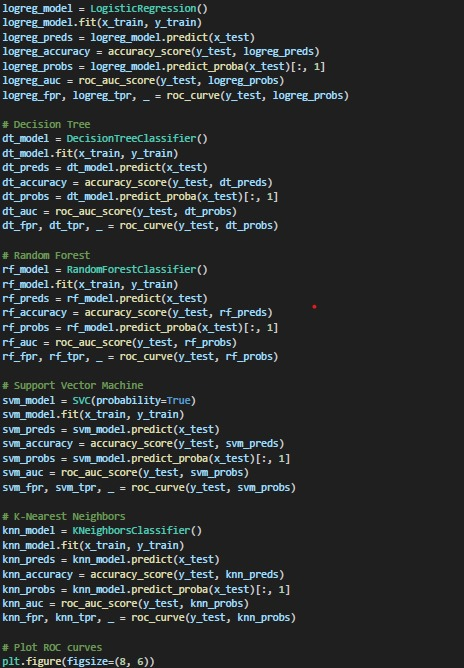 logreg_model = LogisticRegression()
logreg_model.fit(x_train, y_train)
logreg_preds = logreg_model.predict(x_test)
logreg_accuracy = accuracy_score(y_test, logreg_preds)
logreg_probs = logreg_model.predict_proba(x_test)[:, 1]
logreg_auc = roc_auc_score(y_test, logreg_probs)
logreg_fpr, logreg_tpr, _ = roc_curve(y_test, logreg_probs)
# Decision Tree
dt_model = DecisionTreeClassifier()
dt_model.fit(x_train, y_train)
dt_preds = dt_model.predict(x_test)
dt_accuracy = accuracy_score(y_test, dt_preds)
dt_probs = dt_model.predict_proba(x_test)[:, 1]
dt_auc = roc_auc_score(y_test, dt_probs)
dt_fpr, dt_tpr, _ = roc_curve(y_test, dt_probs)
# Random Forest
rf_model = RandomForestClassifier()
rf_model.fit(x_train, y_train)
rf_preds = rf_model.predict(x_test)
rf_accuracy = accuracy_score(y_test, rf_preds)
rf_probs = rf_model.predict_proba(x_test)[:, 1]
rf_auc = roc_auc_score(y_test, rf_probs)
rf_fpr, rf_tpr, _ = roc_curve(y_test, rf_probs)
# Support Vector Machine
svm_model = SVC(probability=True)
svm_model.fit(x_train, y_train)
svm_preds = svm_model.predict(x_test)
svm_accuracy = accuracy_score(y_test, svm_preds)
svm_probs = svm_model.predict_proba(x_test)[:, 1]
svm_auc = roc_auc_score(y_test, svm_probs)
svm_fpr, svm_tpr, _ = roc_curve(y_test, svm_probs)
# K-Nearest Neighbors
knn_model = KNeighborsClassifier()
knn_model.fit(x_train, y_train)
knn_preds = knn_model.predict(x_test)
knn_accuracy = accuracy_score(y_test, knn_preds)
knn_probs = knn_model.predict_proba(x_test)[:, 1]
knn_auc = roc_auc_score(y_test, knn_probs)
knn_fpr, knn_tpr, _ = roc_curve(y_test, knn_probs)
# Plot ROC curves
plt.figure(figsize=(8, 6))